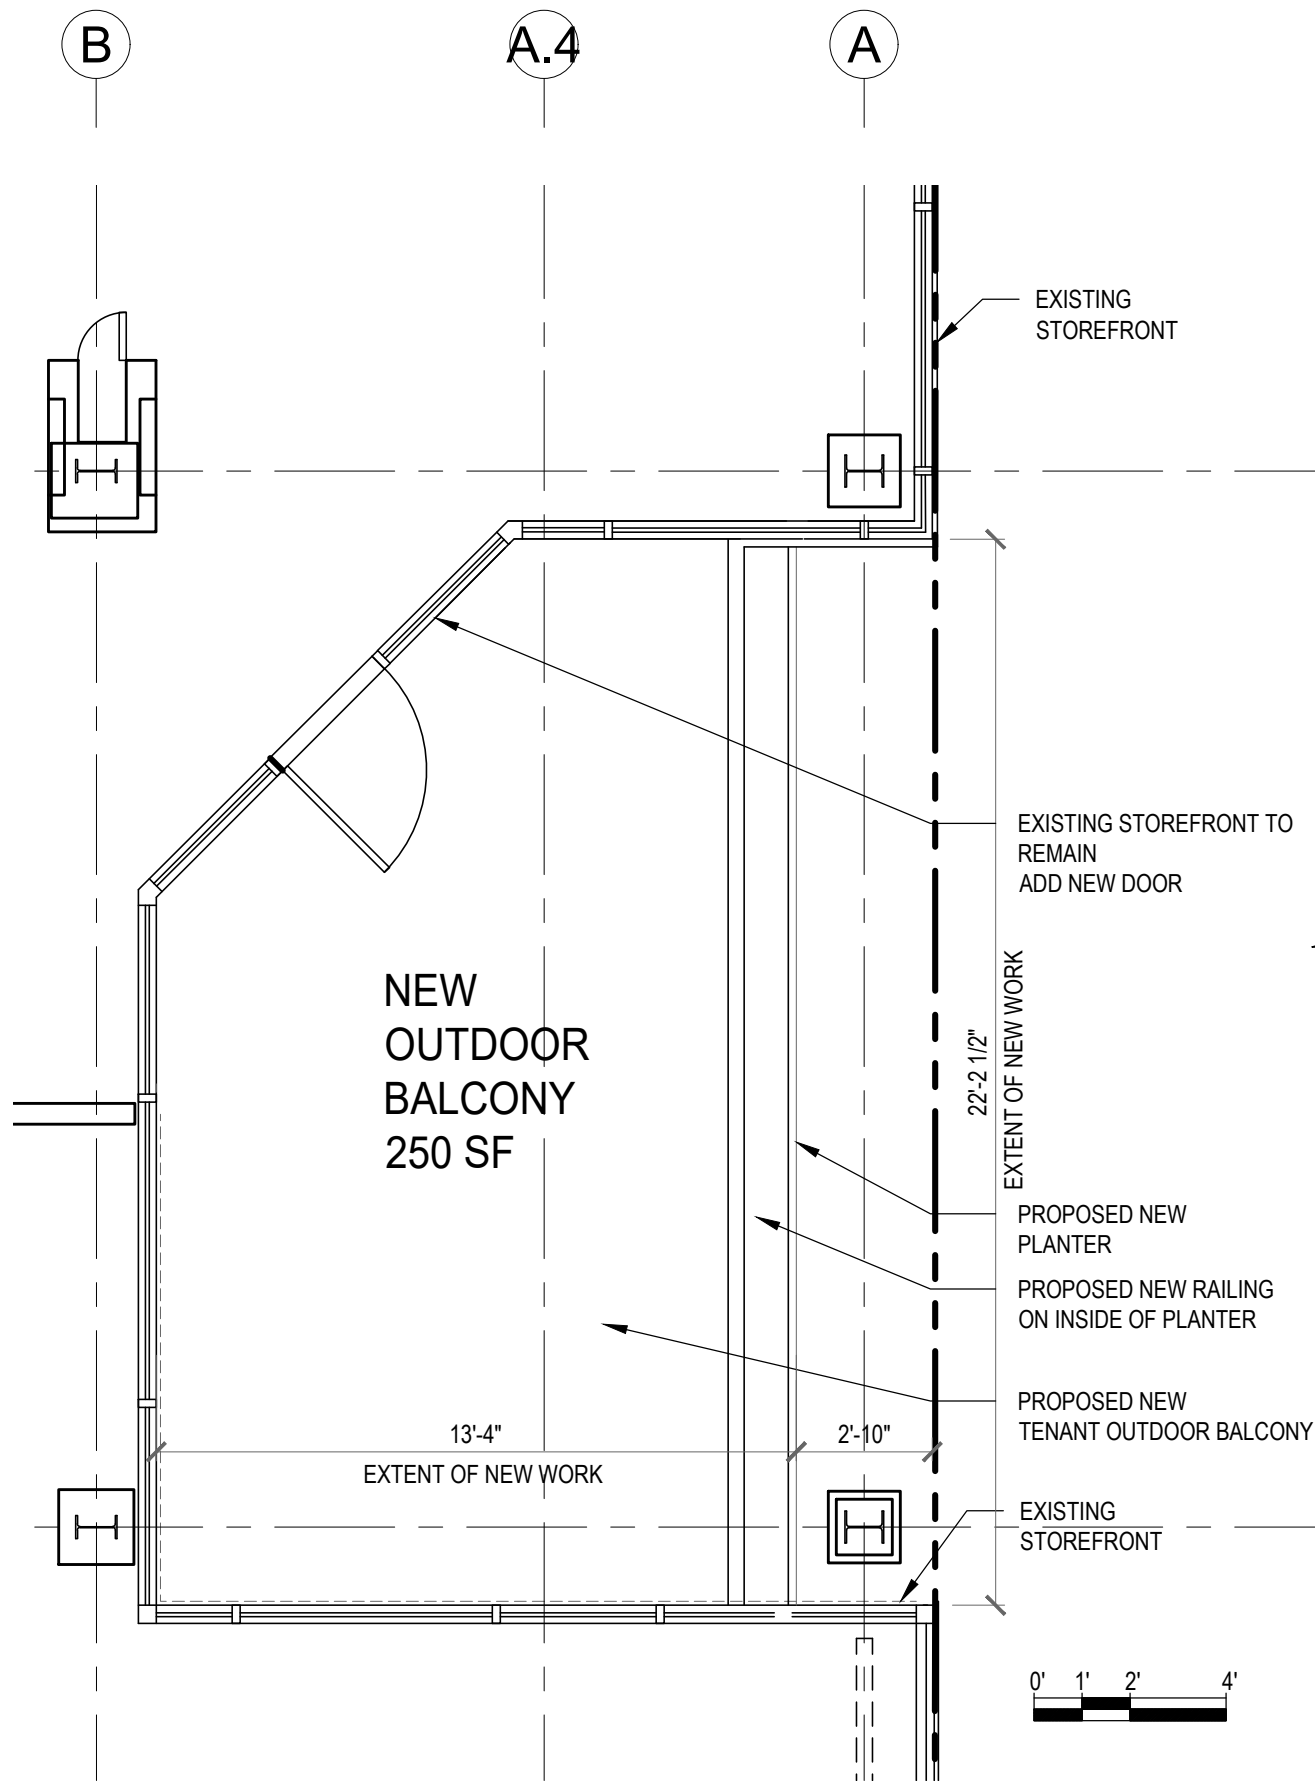 B
A.4
A
EXISTING
STOREFRONT
EXISTING STOREFRONT TO
REMAIN
ADD NEW DOOR
NEW
OUTDOOR
BALCONY
250 SF
22'-2 1/2"
EXTENT OF NEW WORK
PROPOSED NEW
PLANTER
PROPOSED NEW RAILING
ON INSIDE OF PLANTER
PROPOSED NEW
TENANT OUTDOOR BALCONY
13'-4"
2'-10"
EXTENT OF NEW WORK
EXISTING
STOREFRONT
0' 1' 2' 4'